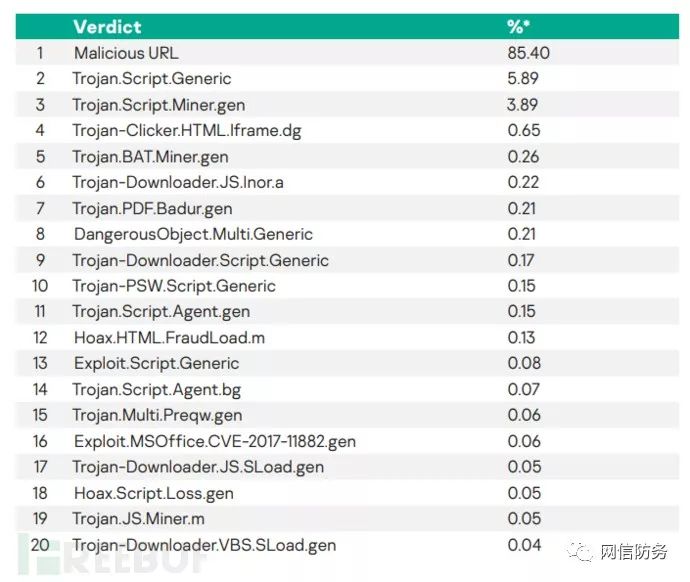 Verdict %*
1 Malicious URL 85.40
2 Trojan.Script.Generic 5.89
3 Trojan.Script.Miner.gen 3.89
4 Trojan-Clicker.HTML.Iframe.dg 0.65
5 Trojan.BAT.Miner.gen 0.26
6 Trojan-Downloader.JS.Inor.a 0.22
7 Trojan.PDF.Badur.gen 0.21
8 DangerousObject.Multi.Generic 0.21
9 Trojan-Downloader.Script.Generic 0.17
10 Trojan-PSW.Script.Generic 0.15
11 Trojan.Script.Agent.gen 0.15
12 Hoax.HTML.FraudLoad.m 0.13
13 Exploit.Script.Generic 0.08
14 Trojan.Script.Agent.bg 0.07
15 Trojan.Multi.Preqw.gen 0.06
16 Exploit.MSOffice.CVE-2017-11882.gen 0.06
17 Trojan-Downloader.JS.SLoad.gen 0.05
18 Hoax.Script.Loss.gen 0.05
19 Trojan.JS.Miner.m 0.05
20 Trojan-Downloader.VBS.SLoad.gen 0.04
FREEBUF
网信防务